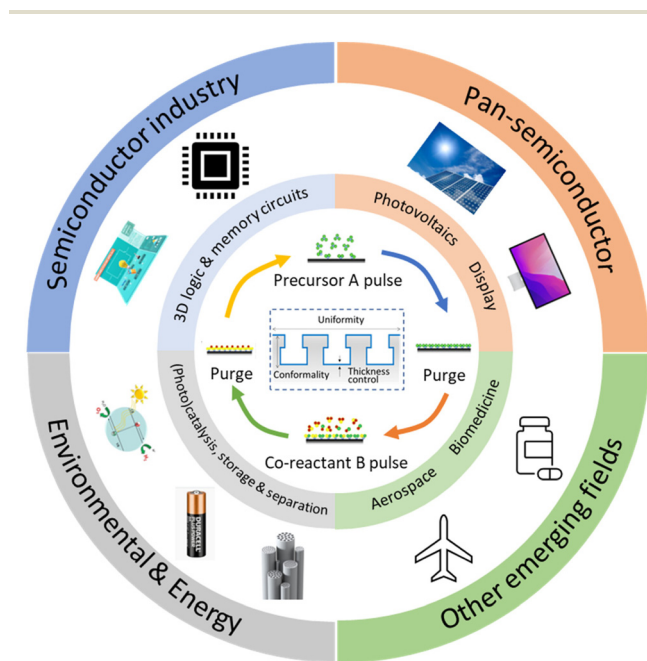 Semiconductor industry
Pan-semiconductor
3D logic & memory circuits
Photovoltaics
Display
Precursor A pulse
Uniformity
Conformality
Thickness
control
Purge
Purge
Co-reactant B pulse
(Photo)catalysis, storage & separation
Biomedicine
Aerospace
DURACELL
Environmental & Energy
Other emerging fields